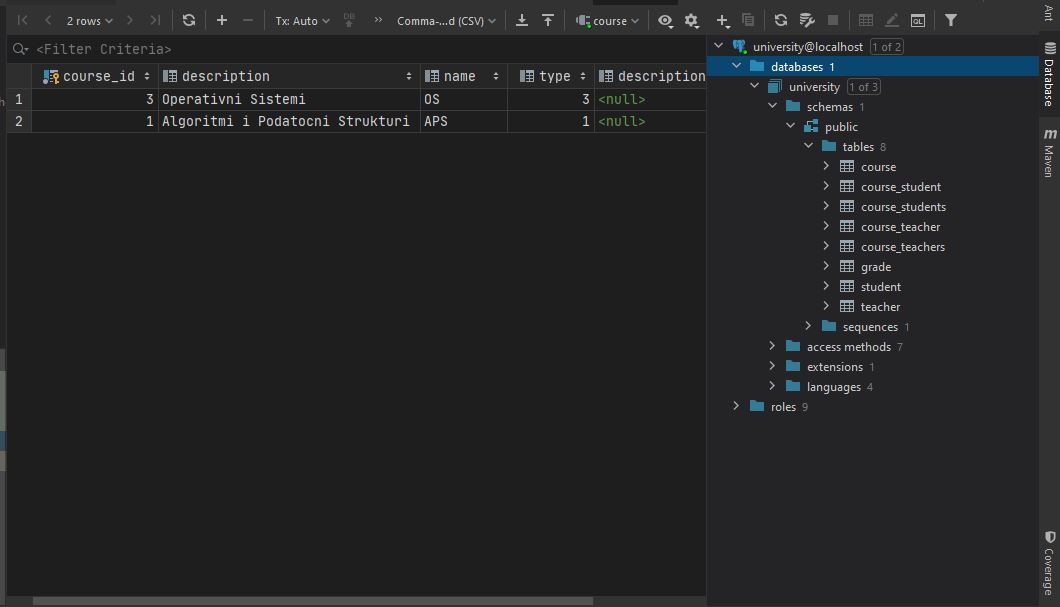 2 rows Tx: Auto DB Comma-...d (CSV) course
<Filter Criteria>
course_id description name type description
1 3 Operativni Sistemi OS 3 <null>
2 1 Algoritmi i Podatocni Strukturi APS 1 <null>
QL
university@localhost 1 of 2
databases 1
university 1 of 3
schemas 1
public
tables 8
course
course_student
course_students
course_teacher
course_teachers
grade
student
teacher
sequences 1
access methods 7
extensions 1
languages 4
roles 9
Ant
Database
m Maven
Coverage